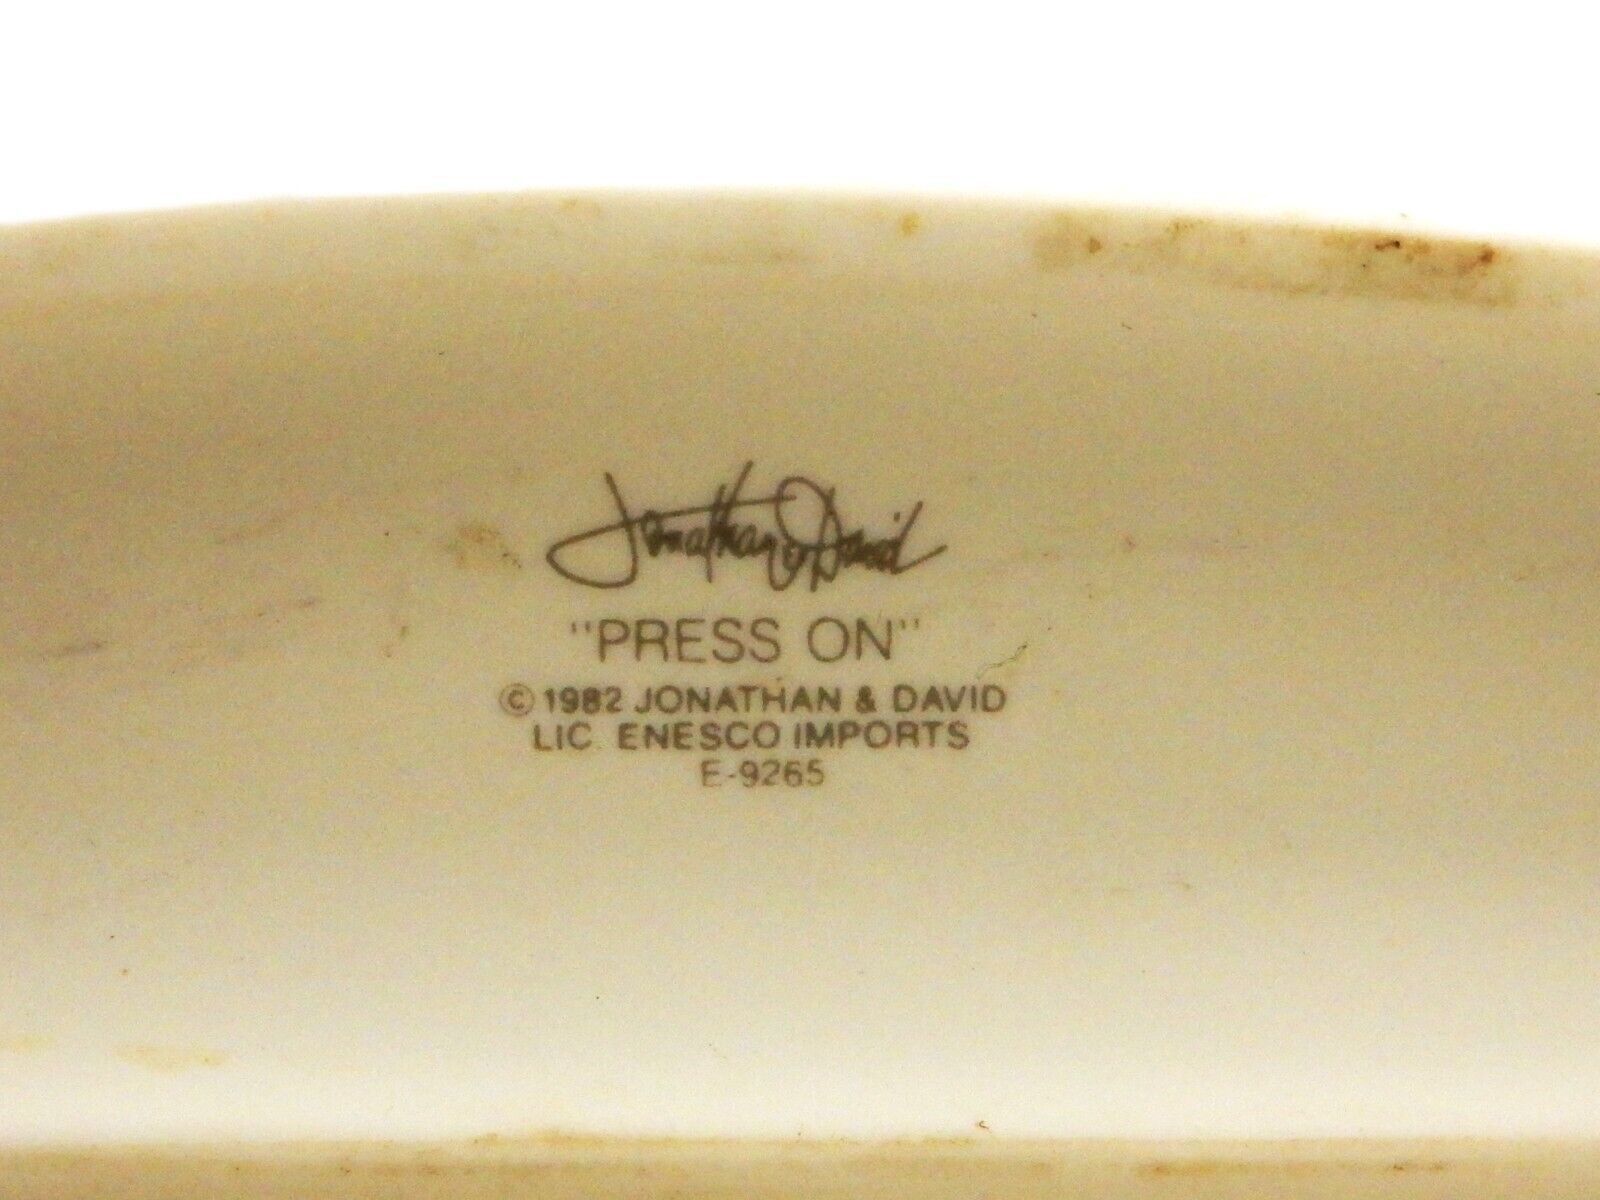 Jonathan & David
"PRESS ON"
© 1982 JONATHAN & DAVID
LIC. ENESCO IMPORTS
E-9265